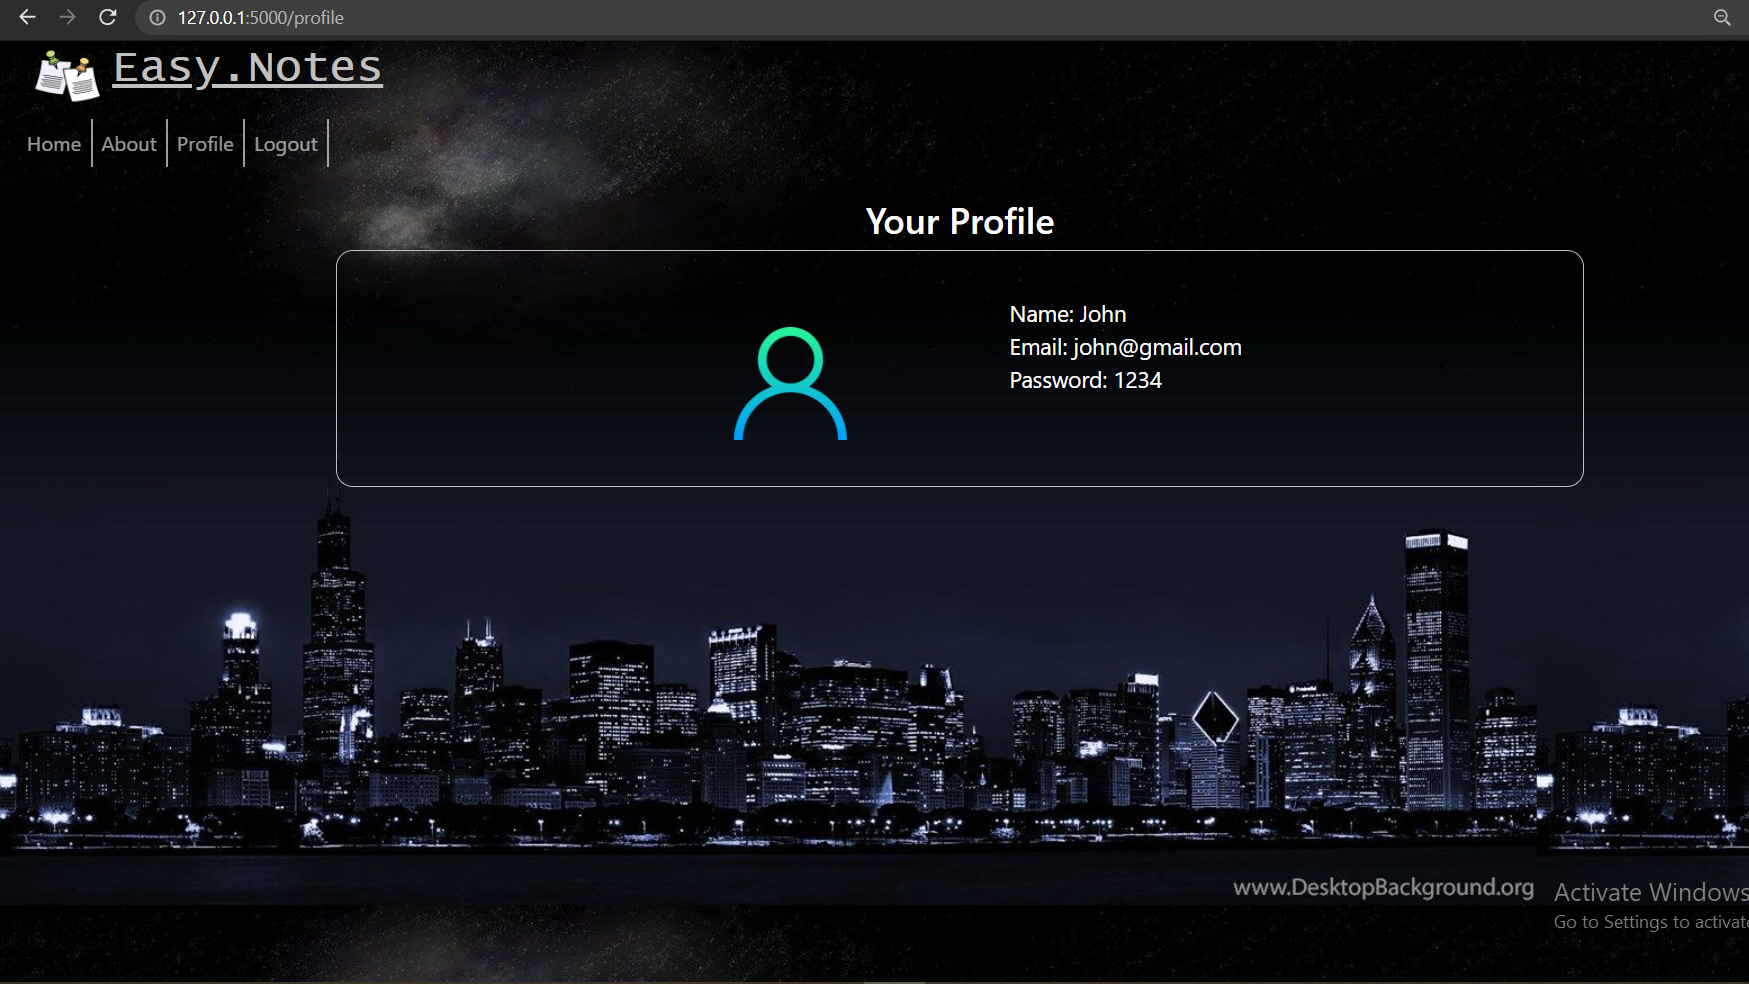 127.0.0.1:5000/profile
Easy.Notes
Home About Profile Logout
Your Profile
Name: John
Email: john@gmail.com
Password: 1234
www.DesktopBackground.org
Activate Windows
Go to Settings to activate